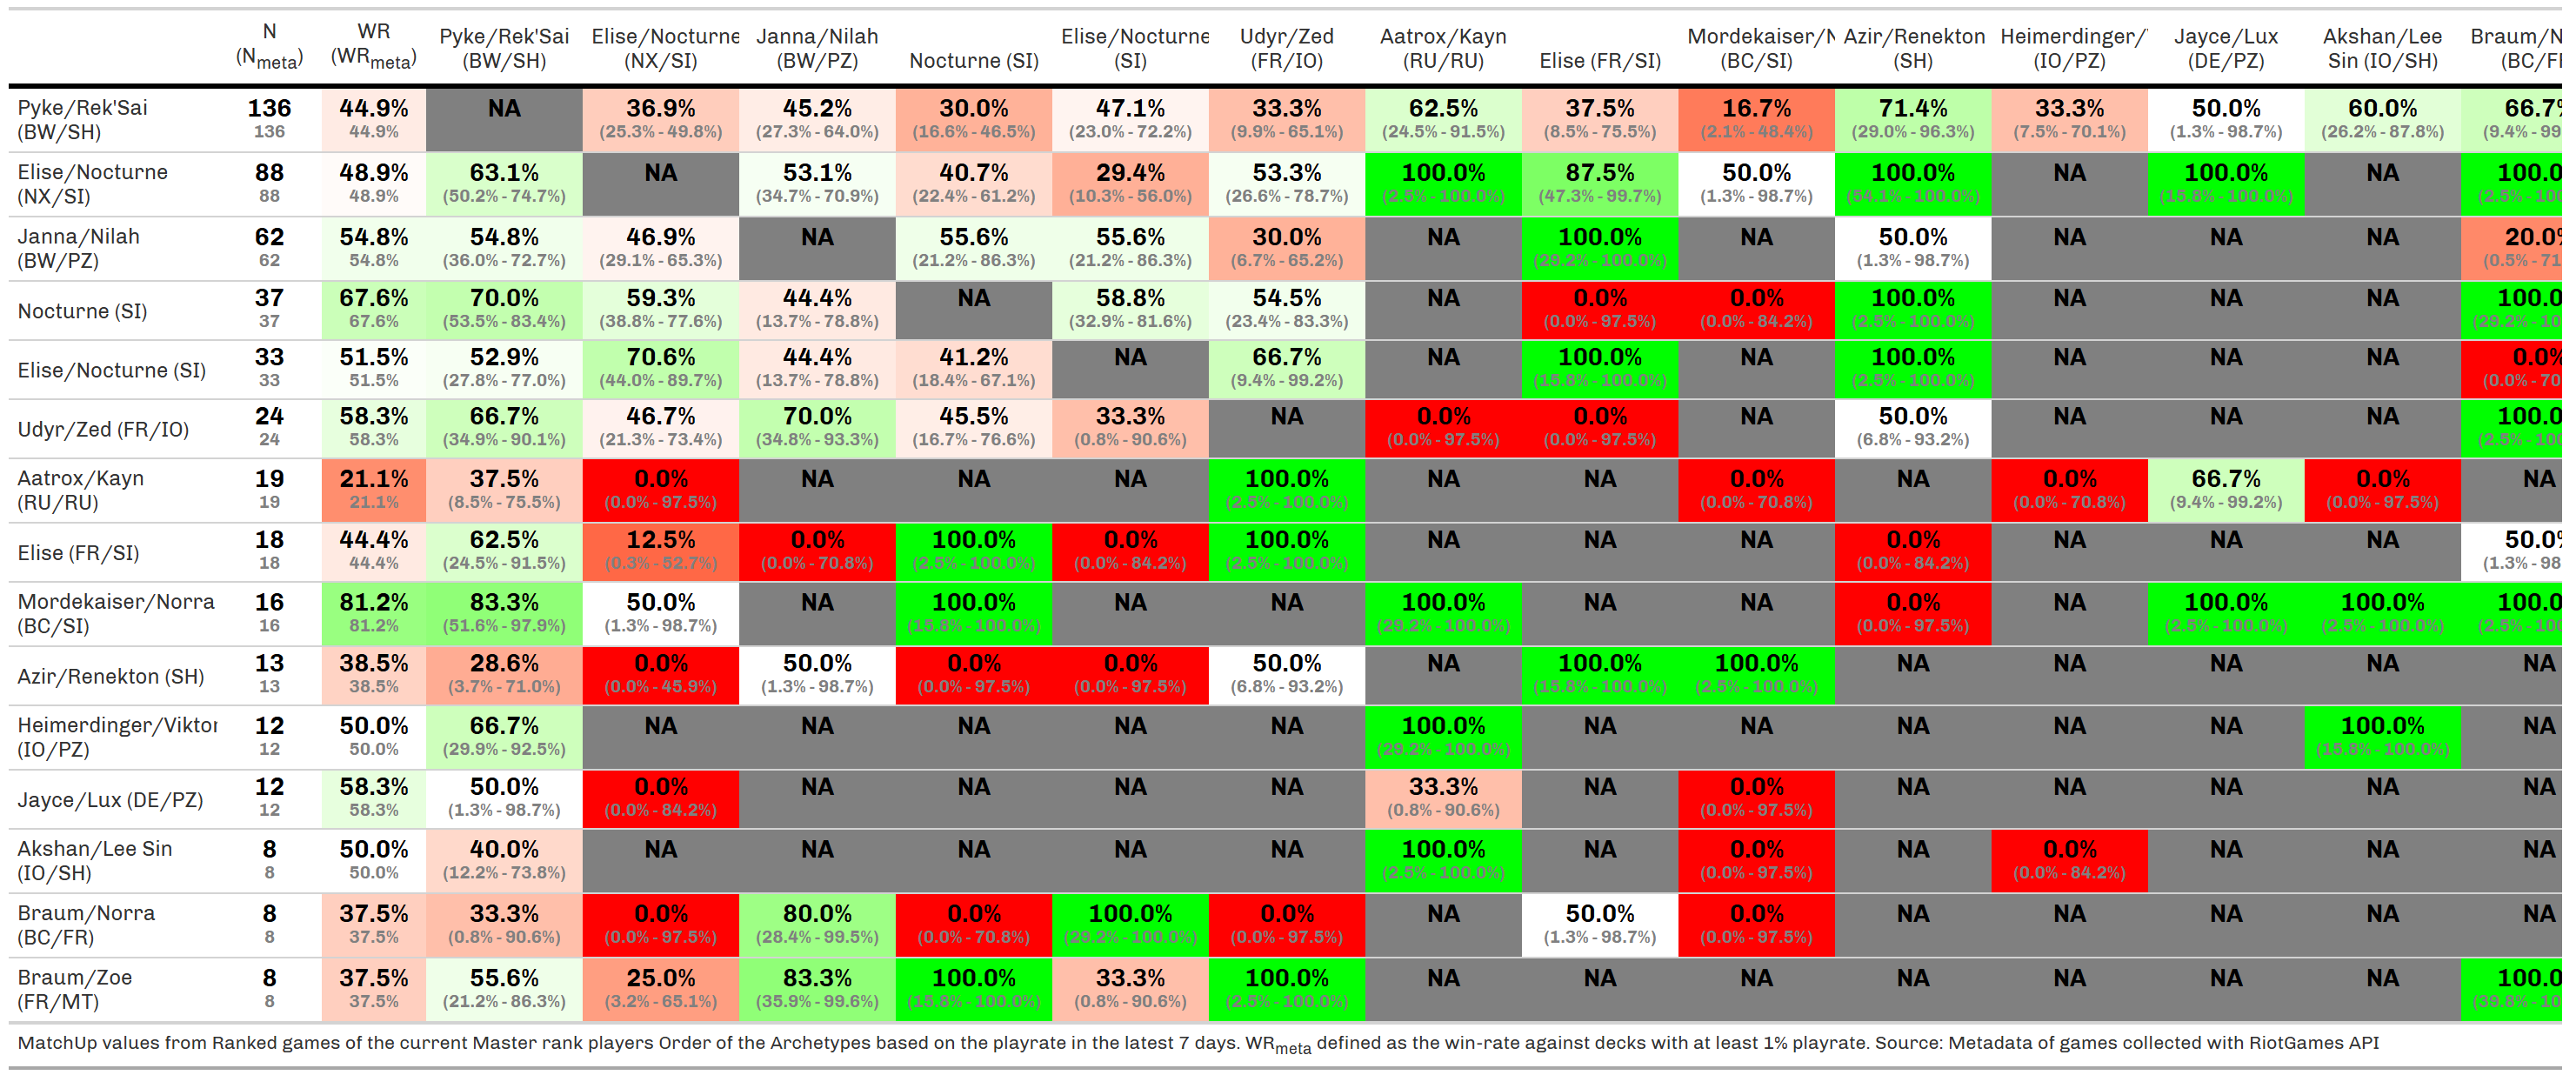 N (Nmeta) WR (WRmeta) Pyke/Rek'Sai (BW/SH) Elise/Nocturne (NX/SI) Janna/Nilah (BW/PZ) Nocturne (SI) Elise/Nocturne (SI) Udyr/Zed (FR/IO) Aatrox/Kayn (RU/RU) Elise (FR/SI) Mordekaiser/N (BC/SI) Azir/Renekton (SH) Heimerdinger/ (IO/PZ) Jayce/Lux (DE/PZ) Akshan/Lee Sin (IO/SH) Braum/N (BC/F
Pyke/Rek'Sai 136 44.9% NA 36.9% 45.2% 30.0% 47.1% 33.3% 62.5% 37.5% 16.7% 71.4% 33.3% 50.0% 60.0% 66.7%
(BW/SH) 136 44.9% (25.3% - 49.8%) (27.3% - 64.0%) (16.6% - 46.5%) (23.0% - 72.2%) (9.9% - 65.1%) (24.5% - 91.5%) (8.5% - 75.5%) (2.1% - 48.4%) (29.0% - 96.3%) (7.5% - 70.1%) (1.3% - 98.7%) (26.2% - 87.8%) (9.4% - 99
Elise/Nocturne 88 48.9% 63.1% NA 53.1% 40.7% 29.4% 53.3% 100.0% 87.5% 50.0% 100.0% NA 100.0% NA 100.0
(NX/SI) 88 48.9% (50.2% - 74.7%) (34.7% - 70.9%) (22.4% - 61.2%) (10.3% - 56.0%) (26.6% - 78.7%) (2.5% - 100.0%) (47.3% - 99.7%) (1.3% - 98.7%) (54.1% - 100.0%) (15.8% - 100.0%) (2.5% - 100
Janna/Nilah 62 54.8% 54.8% 46.9% NA 55.6% 55.6% 30.0% NA 100.0% NA 50.0% NA NA NA 20.0%
(BW/PZ) 62 54.8% (36.0% - 72.7%) (29.1% - 65.3%) (21.2% - 86.3%) (21.2% - 86.3%) (6.7% - 65.2%) (29.2% - 100.0%) (1.3% - 98.7%) (0.5% - 71
Nocturne (SI) 37 67.6% 70.0% 59.3% 44.4% NA 58.8% 54.5% NA 0.0% 0.0% 100.0% NA NA NA 100.0
37 67.6% (53.5% - 83.4%) (38.8% - 77.6%) (13.7% - 78.8%) (32.9% - 81.6%) (23.4% - 83.3%) (0.0% - 97.5%) (0.0% - 84.2%) (2.5% - 100.0%) (29.2% - 10
Elise/Nocturne (SI) 33 51.5% 52.9% 70.6% 44.4% 41.2% NA 66.7% NA 100.0% NA 100.0% NA NA NA 0.0%
33 51.5% (27.8% - 77.0%) (44.0% - 89.7%) (13.7% - 78.8%) (18.4% - 67.1%) (9.4% - 99.2%) (15.8% - 100.0%) (2.5% - 100.0%) (0.0% - 70
Udyr/Zed (FR/IO) 24 58.3% 66.7% 46.7% 70.0% 45.5% 33.3% NA 0.0% 0.0% NA 50.0% NA NA NA 100.0
24 58.3% (34.9% - 90.1%) (21.3% - 73.4%) (34.8% - 93.3%) (16.7% - 76.6%) (0.8% - 90.6%) (0.0% - 97.5%) (0.0% - 97.5%) (6.8% - 93.2%) (2.5% - 100
Aatrox/Kayn 19 21.1% 37.5% 0.0% NA NA NA 100.0% NA NA 0.0% NA 0.0% 66.7% 0.0% NA
(RU/RU) 19 21.1% (8.5% - 75.5%) (0.0% - 97.5%) (2.5% - 100.0%) (0.0% - 70.8%) (0.0% - 70.8%) (9.4% - 99.2%) (0.0% - 97.5%)
Elise (FR/SI) 18 44.4% 62.5% 12.5% 0.0% 100.0% 0.0% 100.0% NA NA NA 0.0% NA NA NA 50.0%
18 44.4% (24.5% - 91.5%) (0.3% - 52.7%) (0.0% - 70.8%) (2.5% - 100.0%) (0.0% - 84.2%) (2.5% - 100.0%) (0.0% - 84.2%) (1.3% - 98
Mordekaiser/Norra 16 81.2% 83.3% 50.0% NA 100.0% NA NA 100.0% NA NA 0.0% NA 100.0% 100.0% 100.0
(BC/SI) 16 81.2% (51.6% - 97.9%) (1.3% - 98.7%) (15.8% - 100.0%) (29.2% - 100.0%) (0.0% - 97.5%) (2.5% - 100.0%) (2.5% - 100.0%) (2.5% - 100
Azir/Renekton (SH) 13 38.5% 28.6% 0.0% 50.0% 0.0% 0.0% 50.0% NA 100.0% 100.0% NA NA NA NA NA
13 38.5% (3.7% - 71.0%) (0.0% - 45.9%) (1.3% - 98.7%) (0.0% - 97.5%) (0.0% - 97.5%) (6.8% - 93.2%) (15.8% - 100.0%) (2.5% - 100.0%)
Heimerdinger/Viktor 12 50.0% 66.7% NA NA NA NA NA 100.0% NA NA NA NA NA 100.0% NA
(IO/PZ) 12 50.0% (29.9% - 92.5%) (29.2% - 100.0%) (15.8% - 100.0%)
Jayce/Lux (DE/PZ) 12 58.3% 50.0% 0.0% NA NA NA NA 33.3% NA 0.0% NA NA NA NA NA
12 58.3% (1.3% - 98.7%) (0.0% - 84.2%) (0.8% - 90.6%) (0.0% - 97.5%)
Akshan/Lee Sin 8 50.0% 40.0% NA NA NA NA NA 100.0% NA 0.0% NA 0.0% NA NA NA
(IO/SH) 8 50.0% (12.2% - 73.8%) (2.5% - 100.0%) (0.0% - 97.5%) (0.0% - 84.2%)
Braum/Norra 8 37.5% 33.3% 0.0% 80.0% 0.0% 100.0% 0.0% NA 50.0% 0.0% NA NA NA NA NA
(BC/FR) 8 37.5% (0.8% - 90.6%) (0.0% - 97.5%) (28.4% - 99.5%) (0.0% - 70.8%) (29.2% - 100.0%) (0.0% - 97.5%) (1.3% - 98.7%) (0.0% - 97.5%)
Braum/Zoe 8 37.5% 55.6% 25.0% 83.3% 100.0% 33.3% 100.0% NA NA NA NA NA NA NA 100.0
(FR/MT) 8 37.5% (21.2% - 86.3%) (3.2% - 65.1%) (35.9% - 99.6%) (15.8% - 100.0%) (0.8% - 90.6%) (2.5% - 100.0%) (39.8% - 10
MatchUp values from Ranked games of the current Master rank players Order of the Archetypes based on the playrate in the latest 7 days. WRmeta defined as the win-rate against decks with at least 1% playrate. Source: Metadata of games collected with RiotGames API